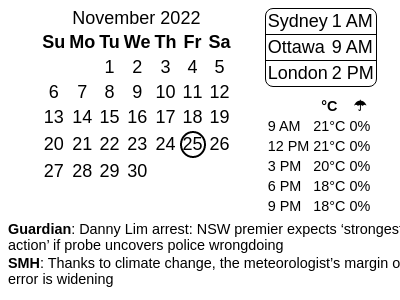 November 2022
Su Mo Tu We Th Fr Sa
1 2 3 4 5
6 7 8 9 10 11 12
13 14 15 16 17 18 19
20 21 22 23 24 25 26
27 28 29 30
Sydney 1 AM
Ottawa 9 AM
London 2 PM
°C ☂
9 AM 21°C 0%
12 PM 21°C 0%
3 PM 20°C 0%
6 PM 18°C 0%
9 PM 18°C 0%
Guardian: Danny Lim arrest: NSW premier expects ‘strongest
action’ if probe uncovers police wrongdoing
SMH: Thanks to climate change, the meteorologist’s margin o
error is widening